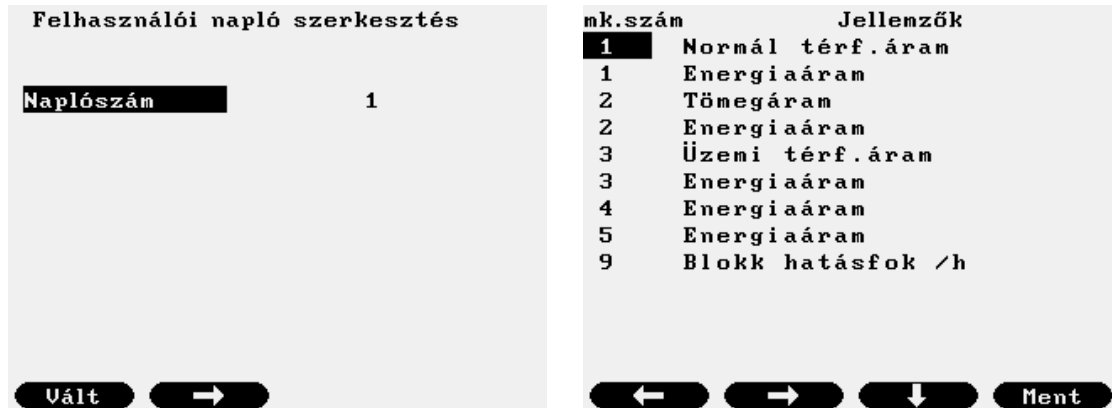 Felhasználói napló szerkesztés
Naplószám 1
Vált
mk.szám Jellemzők
1 Normál térf.áram
1 Energiaáram
2 Tömegáram
2 Energiaáram
3 Üzemi térf.áram
3 Energiaáram
4 Energiaáram
5 Energiaáram
9 Blokk hatásfok /h
Ment